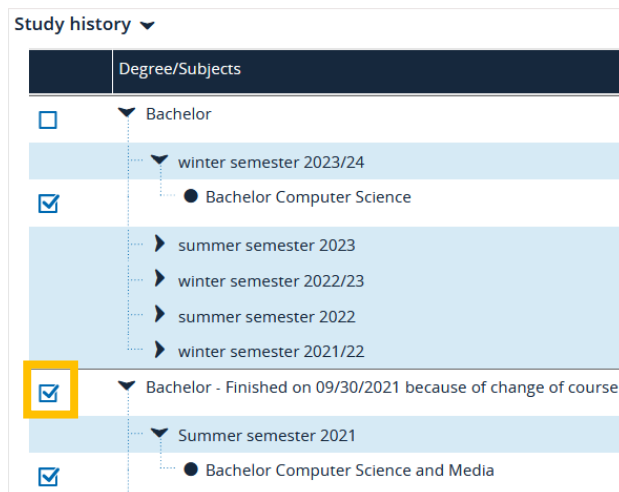 Study history
Degree/Subjects
Bachelor
winter semester 2023/24
Bachelor Computer Science
summer semester 2023
winter semester 2022/23
summer semester 2022
winter semester 2021/22
Bachelor - Finished on 09/30/2021 because of change of course
Summer semester 2021
Bachelor Computer Science and Media